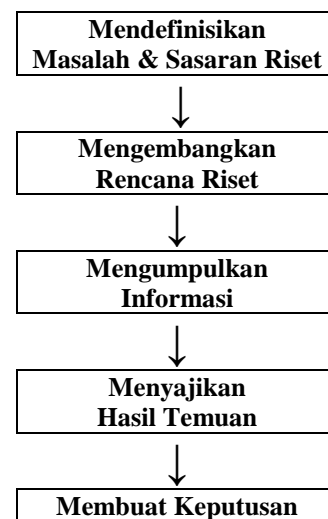 Mendefinisikan
Masalah & Sasaran Riset
Mengembangkan
Rencana Riset
Mengumpulkan
Informasi
Menyajikan
Hasil Temuan
Membuat Keputusan